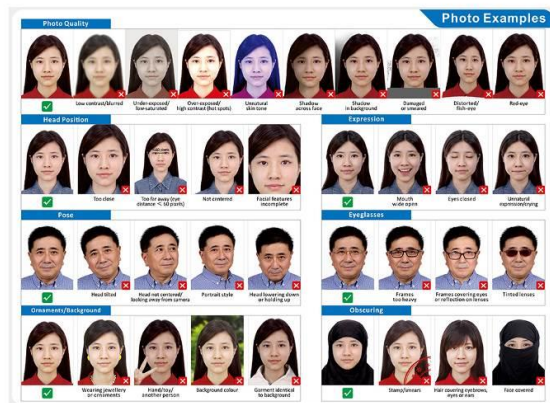 Photo Examples
Photo Quality
Low contrast/blurred
Under-exposed/
low-saturated
Over-exposed/
high contrast(hot spots)
Unnatural
skin tone
Shadow
across face
Shadow
in background
Damaged
or smeared
Distorted/
fish-eye
Red-eye
Head Position
Too close
Too far away(eye
distance < 60 pixels)
Not centered
Facial features
incomplete
Expression
Mouth
wide open
Eyes closed
Unnatural
expression/crying
Pose
Head tilted
Head not centered/
looking away from camera
Portrait style
Head lowering down
or holding up
Eyeglasses
Frames
too heavy
Frames covering eyes
or reflection on lenses
Tinted lenses
Ornaments/Background
Wearing jewellery
or ornaments
Hand/toy/
another person
Background colour
Garment identical
to background
Obscuring
Stamp/smears
Hair covering eyebrows,
eyes or ears
Face covered